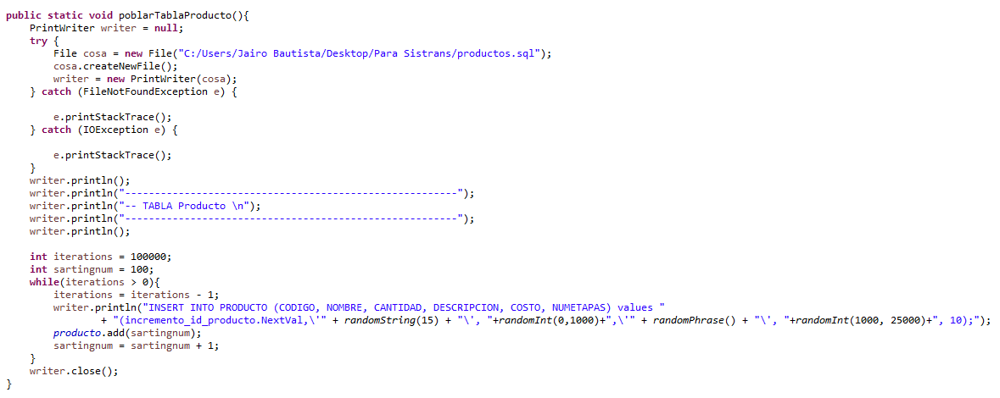 public static void poblarTablaProducto(){
    PrintWriter writer = null;
    try {
        File cosa = new File("C:/Users/Jairo Bautista/Desktop/Para Sistrans/productos.sql");
        cosa.createNewFile();
        writer = new PrintWriter(cosa);
    } catch (FileNotFoundException e) {

        e.printStackTrace();
    } catch (IOException e) {

        e.printStackTrace();
    }
    writer.println();
    writer.println("--------------------------------------------------------");
    writer.println("-- TABLA Producto \n");
    writer.println("--------------------------------------------------------");
    writer.println();

    int iterations = 100000;
    int sartingnum = 100;
    while(iterations > 0){
        iterations = iterations - 1;
        writer.println("INSERT INTO PRODUCTO (CODIGO, NOMBRE, CANTIDAD, DESCRIPCION, COSTO, NUMETAPAS) values "
                + "(incremento_id_producto.NextVal,\'" + randomString(15) + "\', "+randomInt(0,1000)+",\'" + randomPhrase() + "\', "+randomInt(1000, 25000)+", 10);");
        producto.add(sartingnum);
        sartingnum = sartingnum + 1;
    }
    writer.close();
}